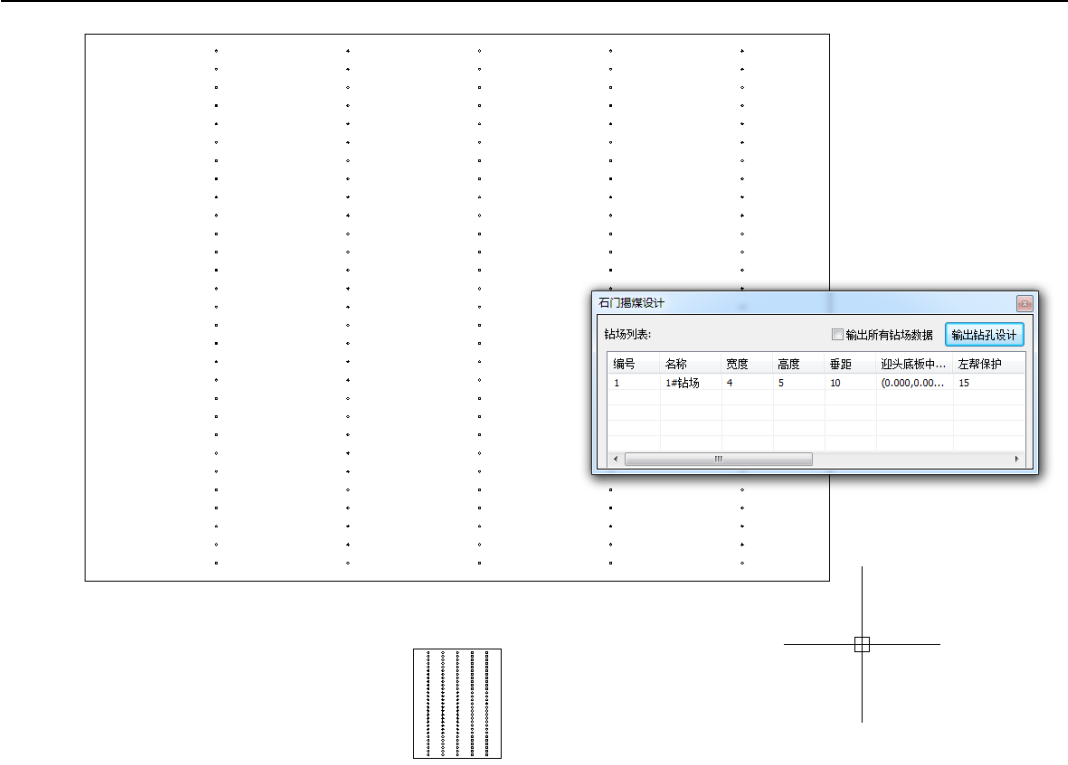 石门揭煤设计
钻场列表:
输出所有钻场数据
输出钻孔设计
编号 名称 宽度 高度 垂距 迎头底板中... 左帮保护
1 1#钻场 4 5 10 (0.000,0.00... 15